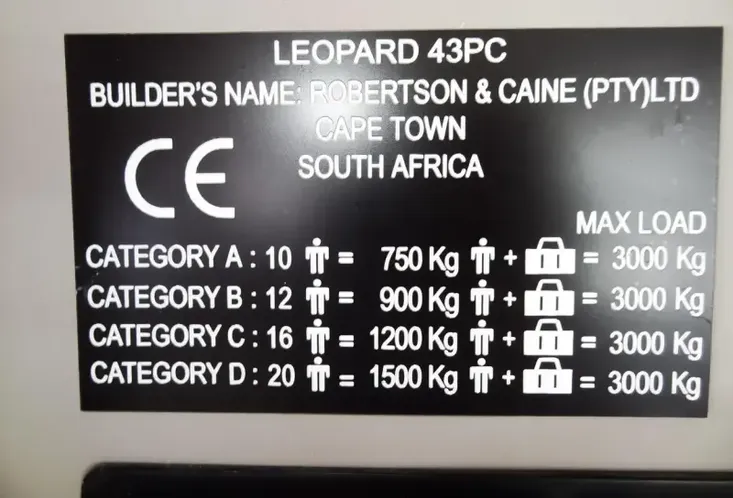 LEOPARD 43PC
BUILDER'S NAME: ROBERTSON & CAINE (PTY)LTD
CAPE TOWN
SOUTH AFRICA
CE
MAX LOAD
CATEGORY A : 10 = 750 Kg + = 3000 Kg
CATEGORY B : 12 = 900 Kg + = 3000 Kg
CATEGORY C : 16 = 1200 Kg + = 3000 Kg
CATEGORY D : 20 = 1500 Kg + = 3000 Kg